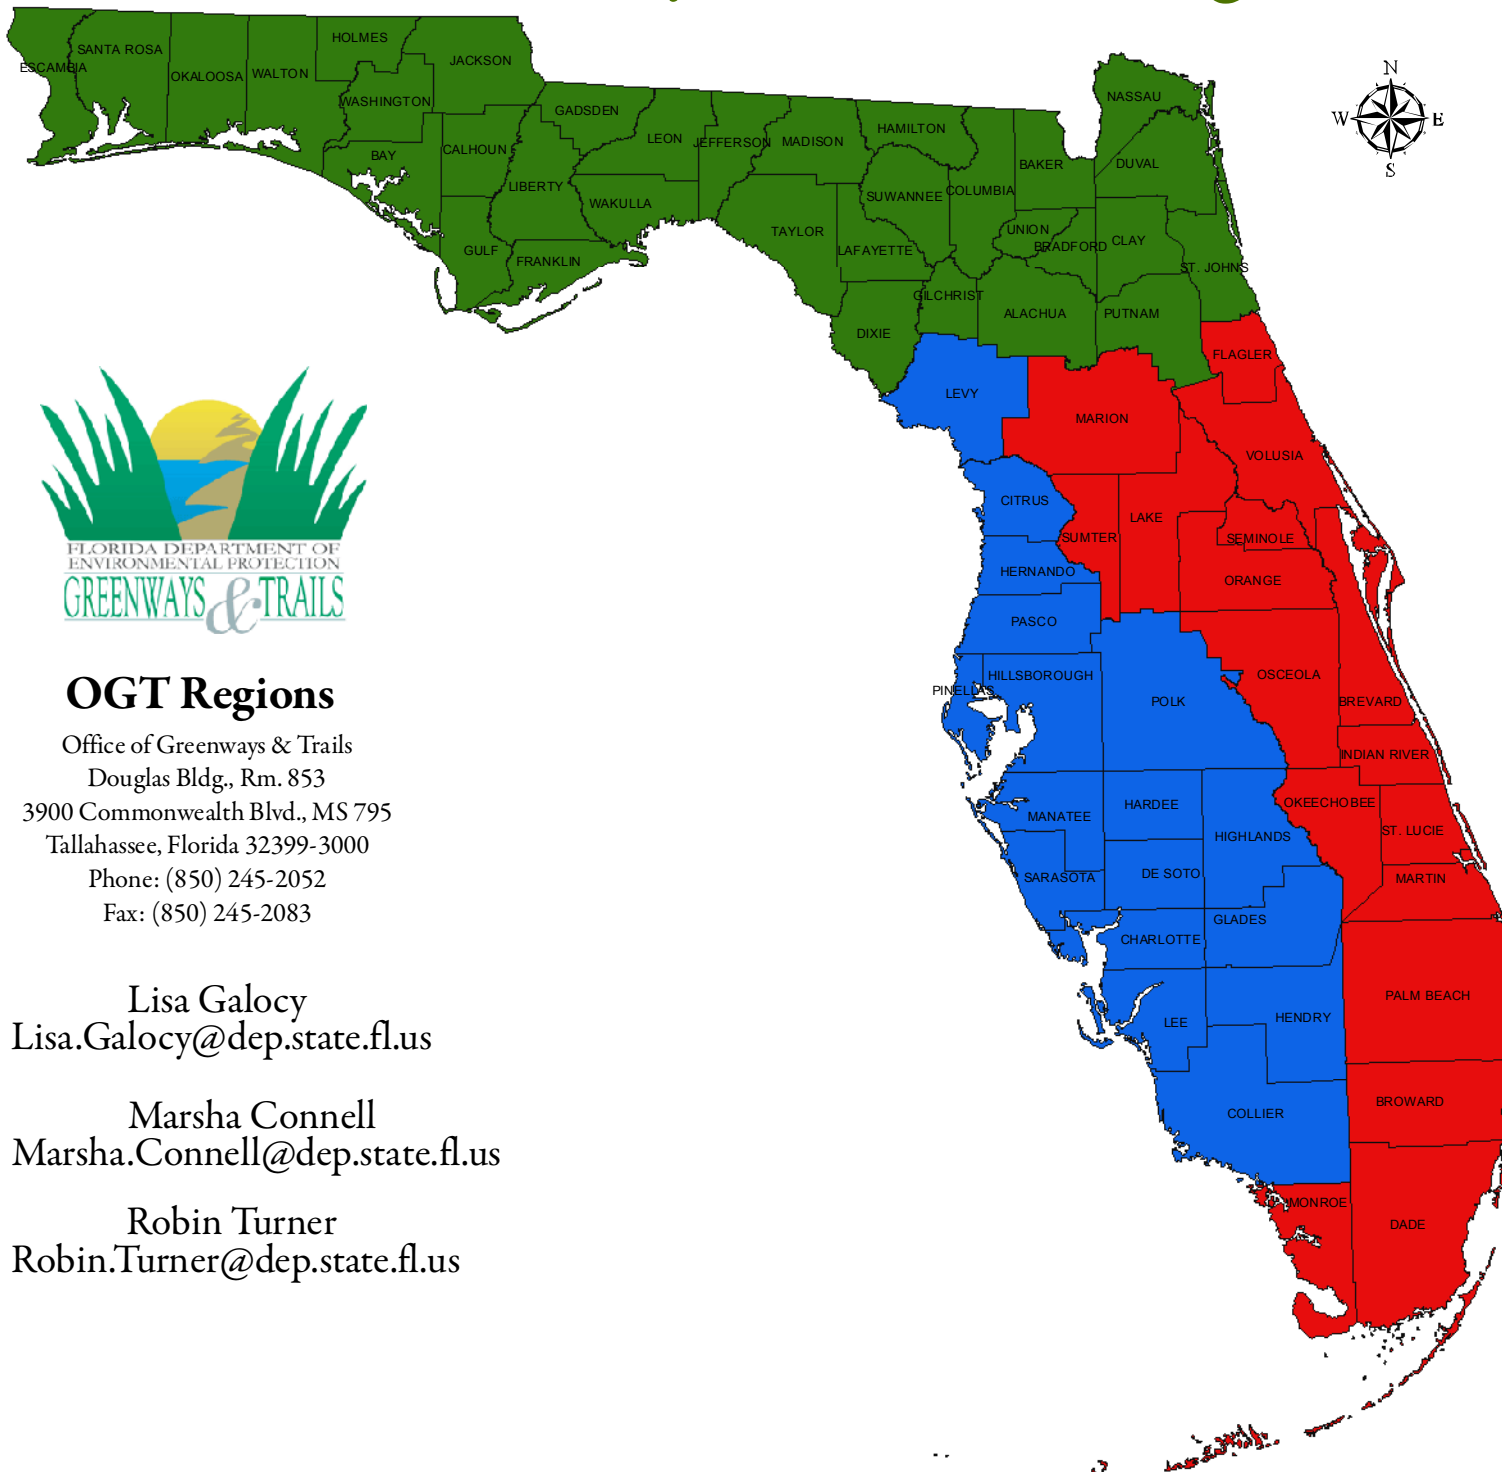 HOLMES
SANTA ROSA
JACKSON
ESCAMBIA
OKALOOSA
WALTON
WASHINGTON
GADSDEN
NASSAU
LEON
JEFFERSON
MADISON
HAMILTON
BAY
CALHOUN
BAKER
DUVAL
LIBERTY
WAKULLA
SUWANNEE
COLUMBIA
TAYLOR
UNION
BRADFORD
CLAY
GULF
FRANKLIN
LAFAYETTE
ST. JOHNS
GILCHRIST
ALACHUA
PUTNAM
DIXIE
FLAGLER
LEVY
MARION
VOLUSIA
CITRUS
LAKE
SUMTER
SEMINOLE
HERNANDO
ORANGE
PASCO
HILLSBOROUGH
OSCEOLA
PINELLAS
POLK
BREVARD
INDIAN RIVER
MANATEE
HARDEE
OKEECHOBEE
HIGHLANDS
ST. LUCIE
SARASOTA
DE SOTO
MARTIN
GLADES
CHARLOTTE
PALM BEACH
LEE
HENDRY
BROWARD
COLLIER
MONROE
DADE
N
W
E
S
FLORIDA DEPARTMENT OF
ENVIRONMENTAL PROTECTION
GREENWAYS & TRAILS
OGT Regions
Office of Greenways & Trails
Douglas Bldg., Rm. 853
3900 Commonwealth Blvd., MS 795
Tallahassee, Florida 32399-3000
Phone: (850) 245-2052
Fax: (850) 245-2083
Lisa Galocy
Lisa.Galocy@dep.state.fl.us
Marsha Connell
Marsha.Connell@dep.state.fl.us
Robin Turner
Robin.Turner@dep.state.fl.us